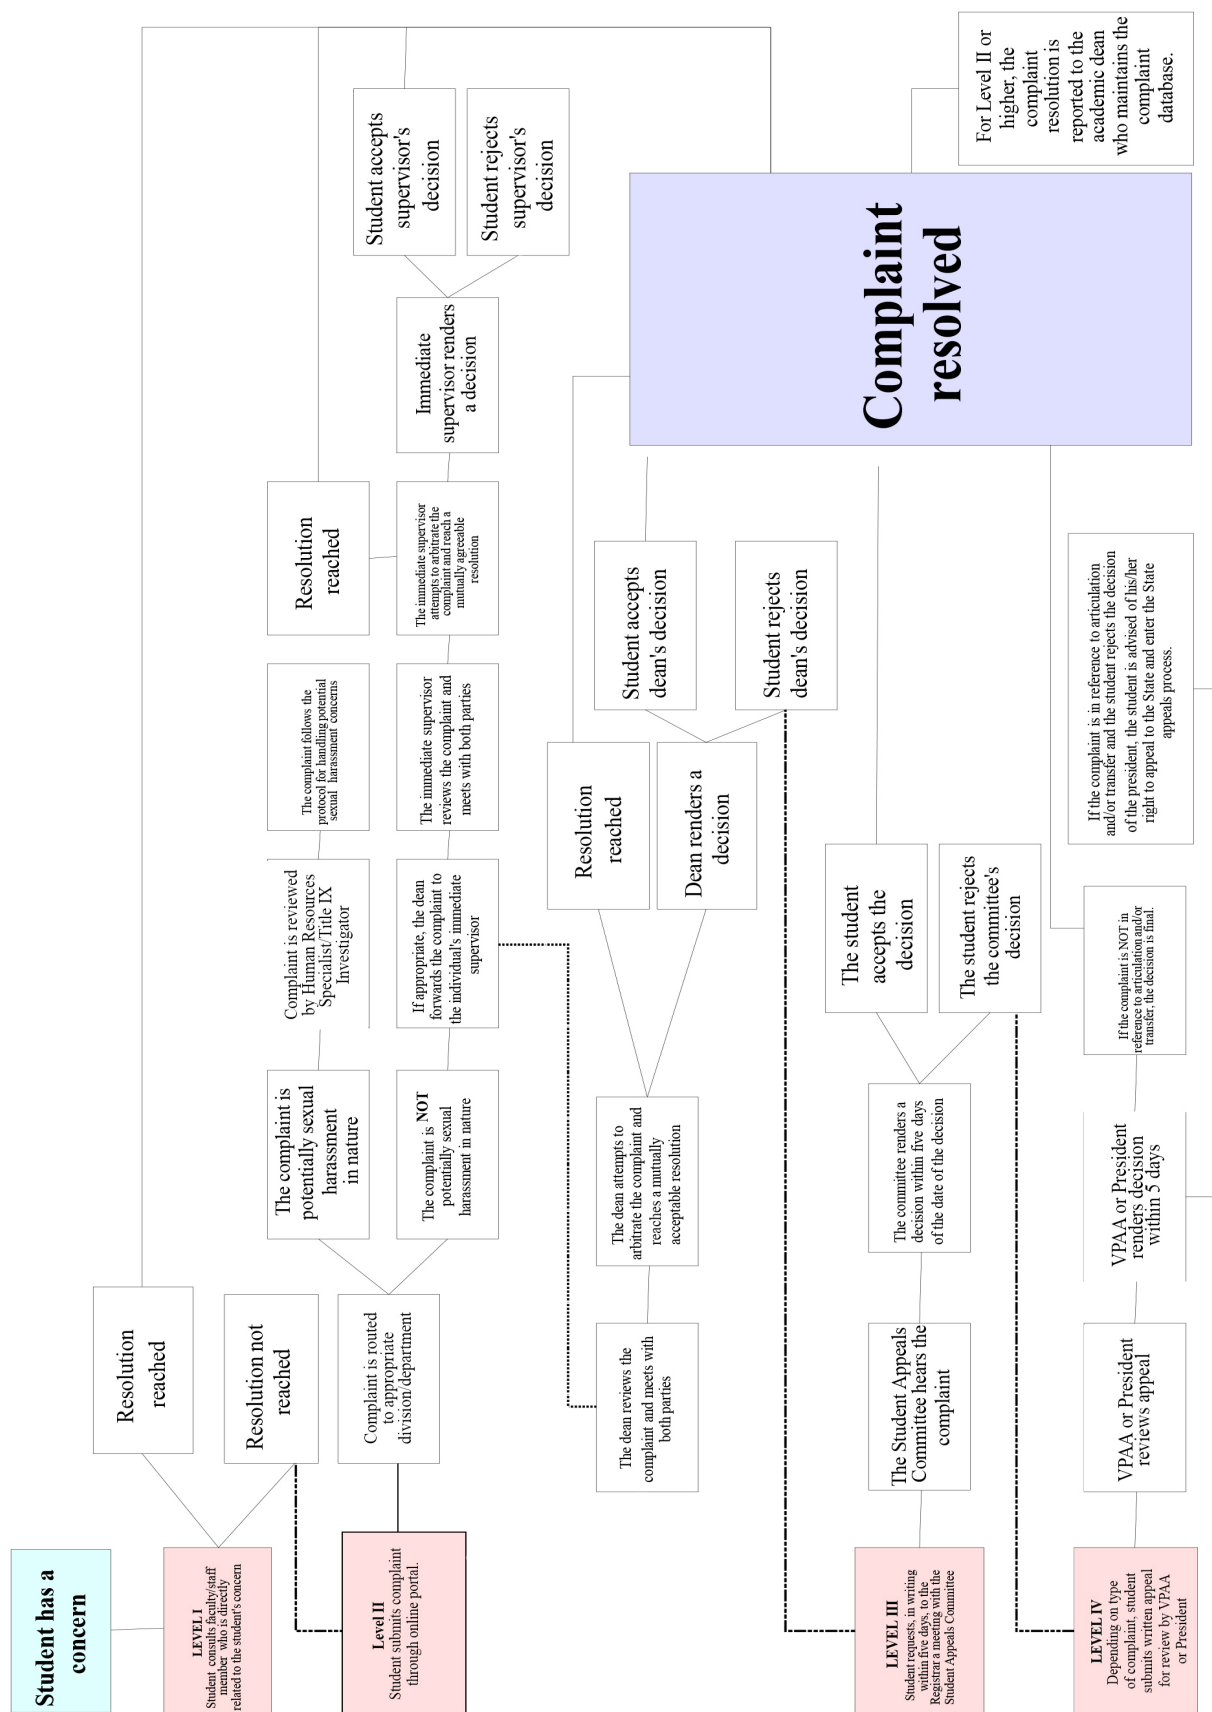 Student has a
concern
LEVEL I
Student consults faculty/staff
member who is directly
related to the student's concern
Resolution
reached
Resolution not
reached
Level II
Student submits complaint
through online portal.
Complaint is routed
to appropriate
division/department
The complaint is
potentially sexual
harassment
in nature
Complaint is reviewed
by Human Resources
Specialist/Title IX
Investigator
The complaint follows the
protocol for handling potential
sexual harassment concerns
Resolution
reached
The complaint is NOT
potentially sexual
harassment in nature
If appropriate, the dean
forwards the complaint to
the individual's immediate
supervisor
The immediate supervisor
reviews the complaint and
meets with both parties
The immediate supervisor
attempts to arbitrate the
complaint and reach a
mutually agreeable
resolution
Immediate
supervisor renders
a decision
Student accepts
supervisor's
decision
Student rejects
supervisor's
decision
The dean reviews the
complaint and meets with
both parties
The dean attempts to
arbitrate the complaint and
reaches a mutually
acceptable resolution
Resolution
reached
Dean renders a
decision
Student accepts
dean's decision
Student rejects
dean's decision
Complaint
resolved
For Level II or
higher, the
complaint
resolution is
reported to the
academic dean
who maintains the
complaint
database.
LEVEL III
Student requests, in writing
within five days, to the
Registrar a meeting with the
Student Appeals Committee
The Student Appeals
Committee hears the
complaint
The committee renders a
decision within five days
of the date of the decision
The student
accepts the
decision
The student rejects
the committee's
decision
LEVEL IV
Depending on type
of complaint, student
submits written appeal
for review by VPAA
or President
VPAA or President
reviews appeal
VPAA or President
renders decision
within 5 days
If the complaint is NOT in
reference to articulation and/or
transfer, the decision is final.
If the complaint is in reference to articulation
and/or transfer and the student rejects the decision
of the president, the student is advised of his/her
right to appeal to the State and enter the State
appeals process.